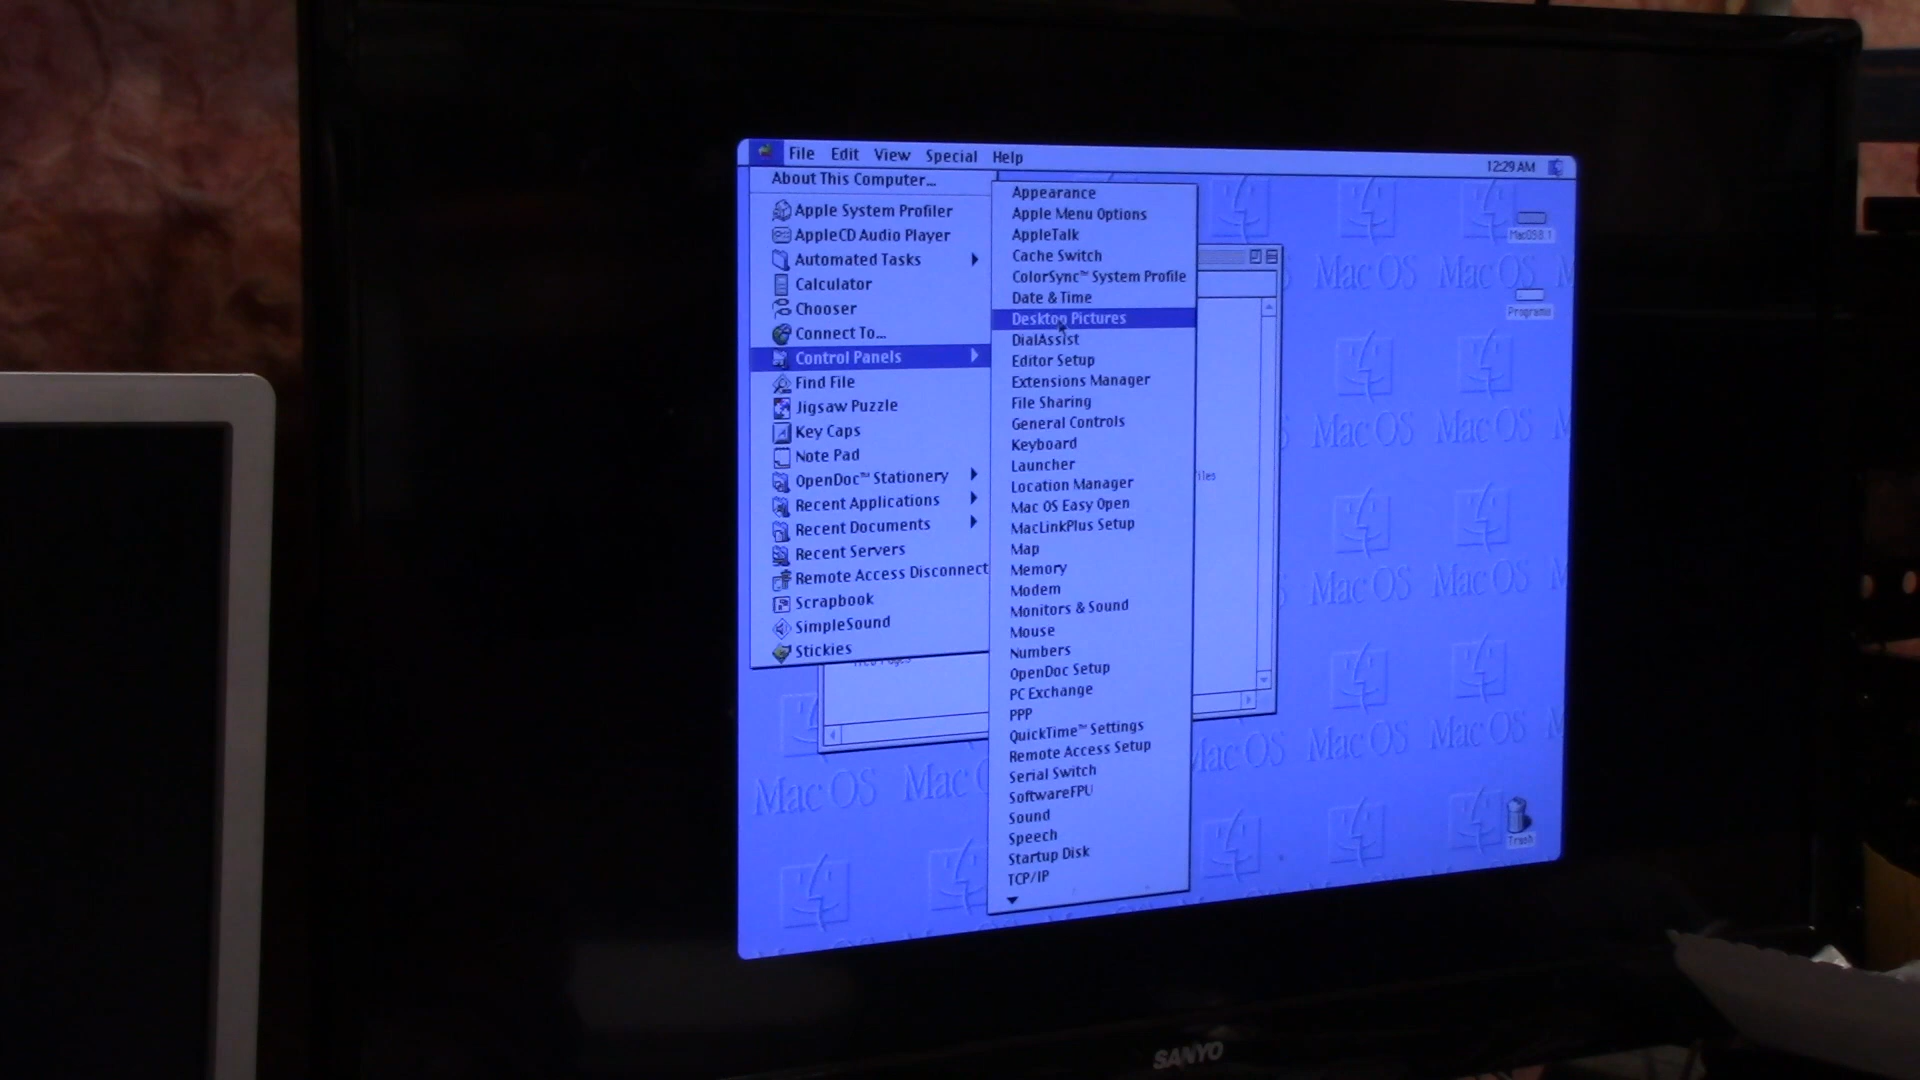 File Edit View Special Help 12:29 AM
About This Computer...
Apple System Profiler
AppleCD Audio Player
Automated Tasks
Calculator
Chooser
Connect To...
Control Panels
Find File
Jigsaw Puzzle
Key Caps
Note Pad
OpenDoc™ Stationery
Recent Applications
Recent Documents
Recent Servers
Remote Access Disconnect
Scrapbook
SimpleSound
Stickies
Appearance
Apple Menu Options
AppleTalk
Cache Switch
ColorSync™ System Profile
Date & Time
Desktop Pictures
DialAssist
Editor Setup
Extensions Manager
File Sharing
General Controls
Keyboard
Launcher
Location Manager
Mac OS Easy Open
MacLinkPlus Setup
Map
Memory
Modem
Monitors & Sound
Mouse
Numbers
OpenDoc Setup
PC Exchange
PPP
QuickTime™ Settings
Remote Access Setup
Serial Switch
SoftwareFPU
Sound
Speech
Startup Disk
TCP/IP
MacOS8.1
Mac OS Mac OS
Programs
Mac OS Mac OS
Mac OS Mac OS
Mac OS Mac OS Mac OS
Mac OS Mac
Trash
SANYO